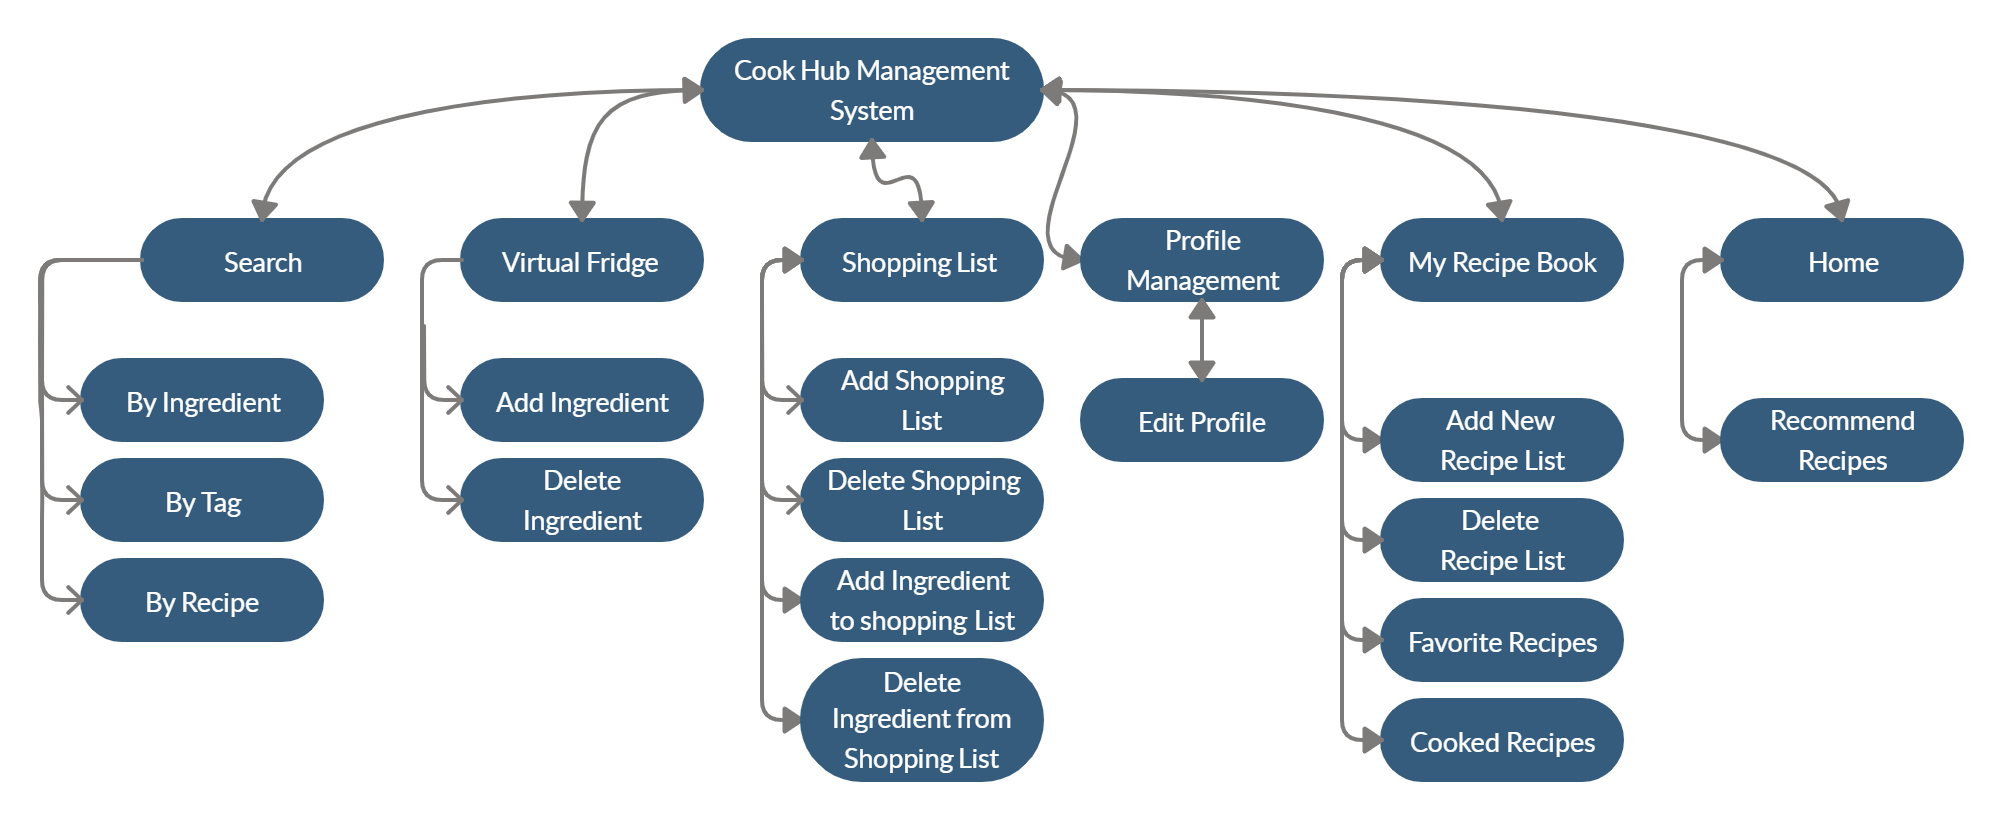 Cook Hub Management
System
Search
Virtual Fridge
Shopping List
Profile
Management
My Recipe Book
Home
By Ingredient
By Tag
By Recipe
Add Ingredient
Delete
Ingredient
Add Shopping
List
Delete Shopping
List
Add Ingredient
to shopping List
Delete
Ingredient from
Shopping List
Edit Profile
Add New
Recipe List
Delete
Recipe List
Favorite Recipes
Cooked Recipes
Recommend
Recipes